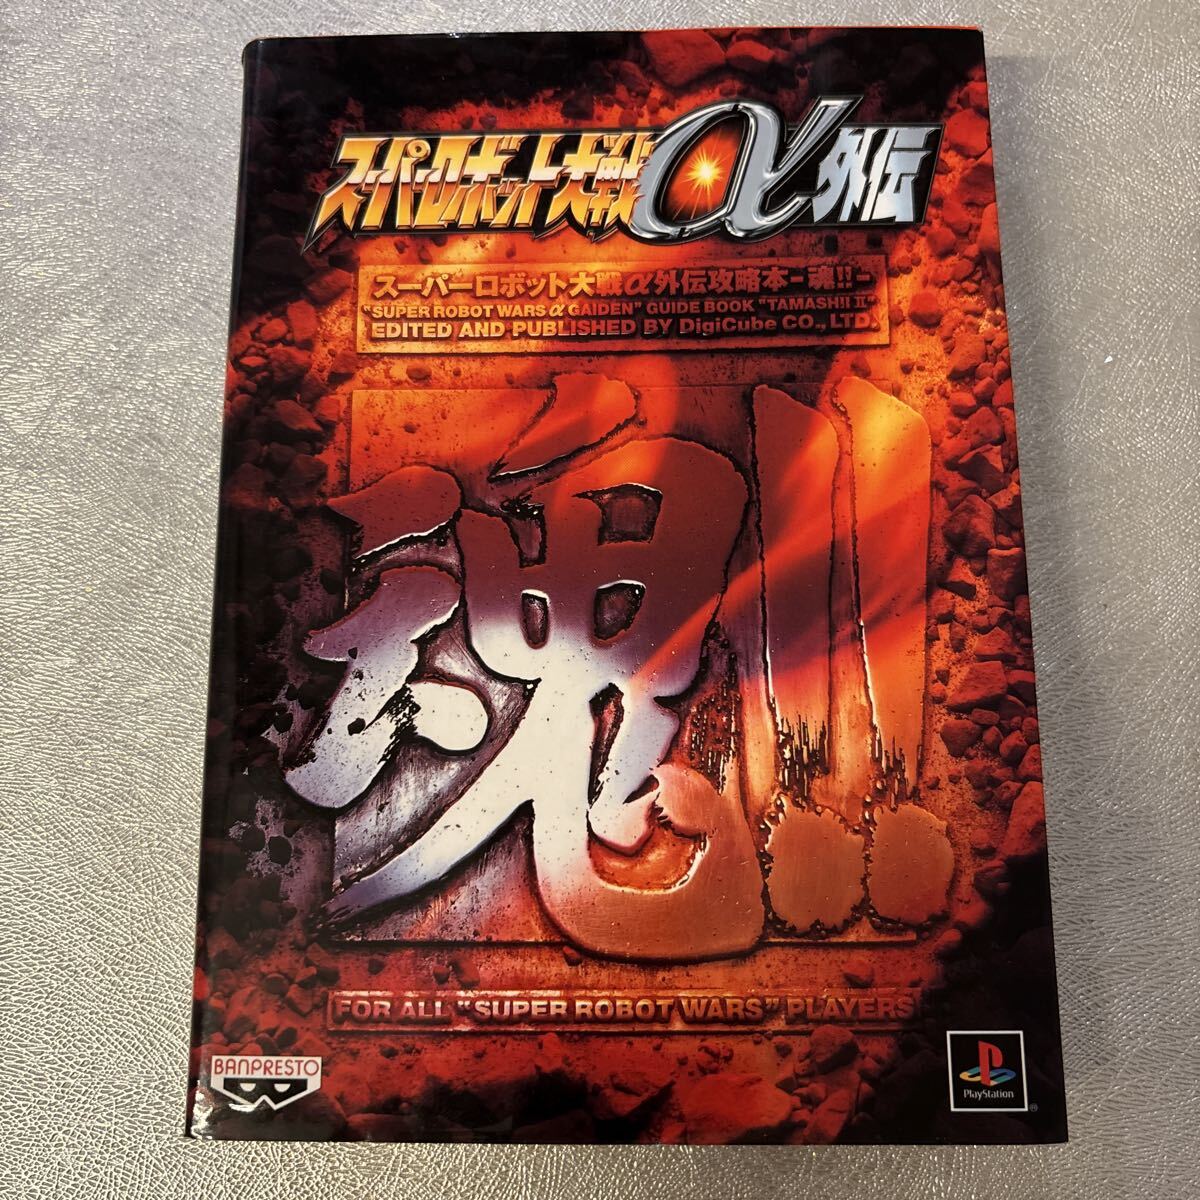 スーパーロボット大戦α外伝
スーパーロボット大戦α外伝攻略本-魂!!-
"SUPER ROBOT WARS α GAIDEN" GUIDE BOOK "TAMASHII II"
EDITED AND PUBLISHED BY DigiCube CO., LTD.
魂!!
FOR ALL "SUPER ROBOT WARS" PLAYERS
BANPRESTO
PlayStation
®